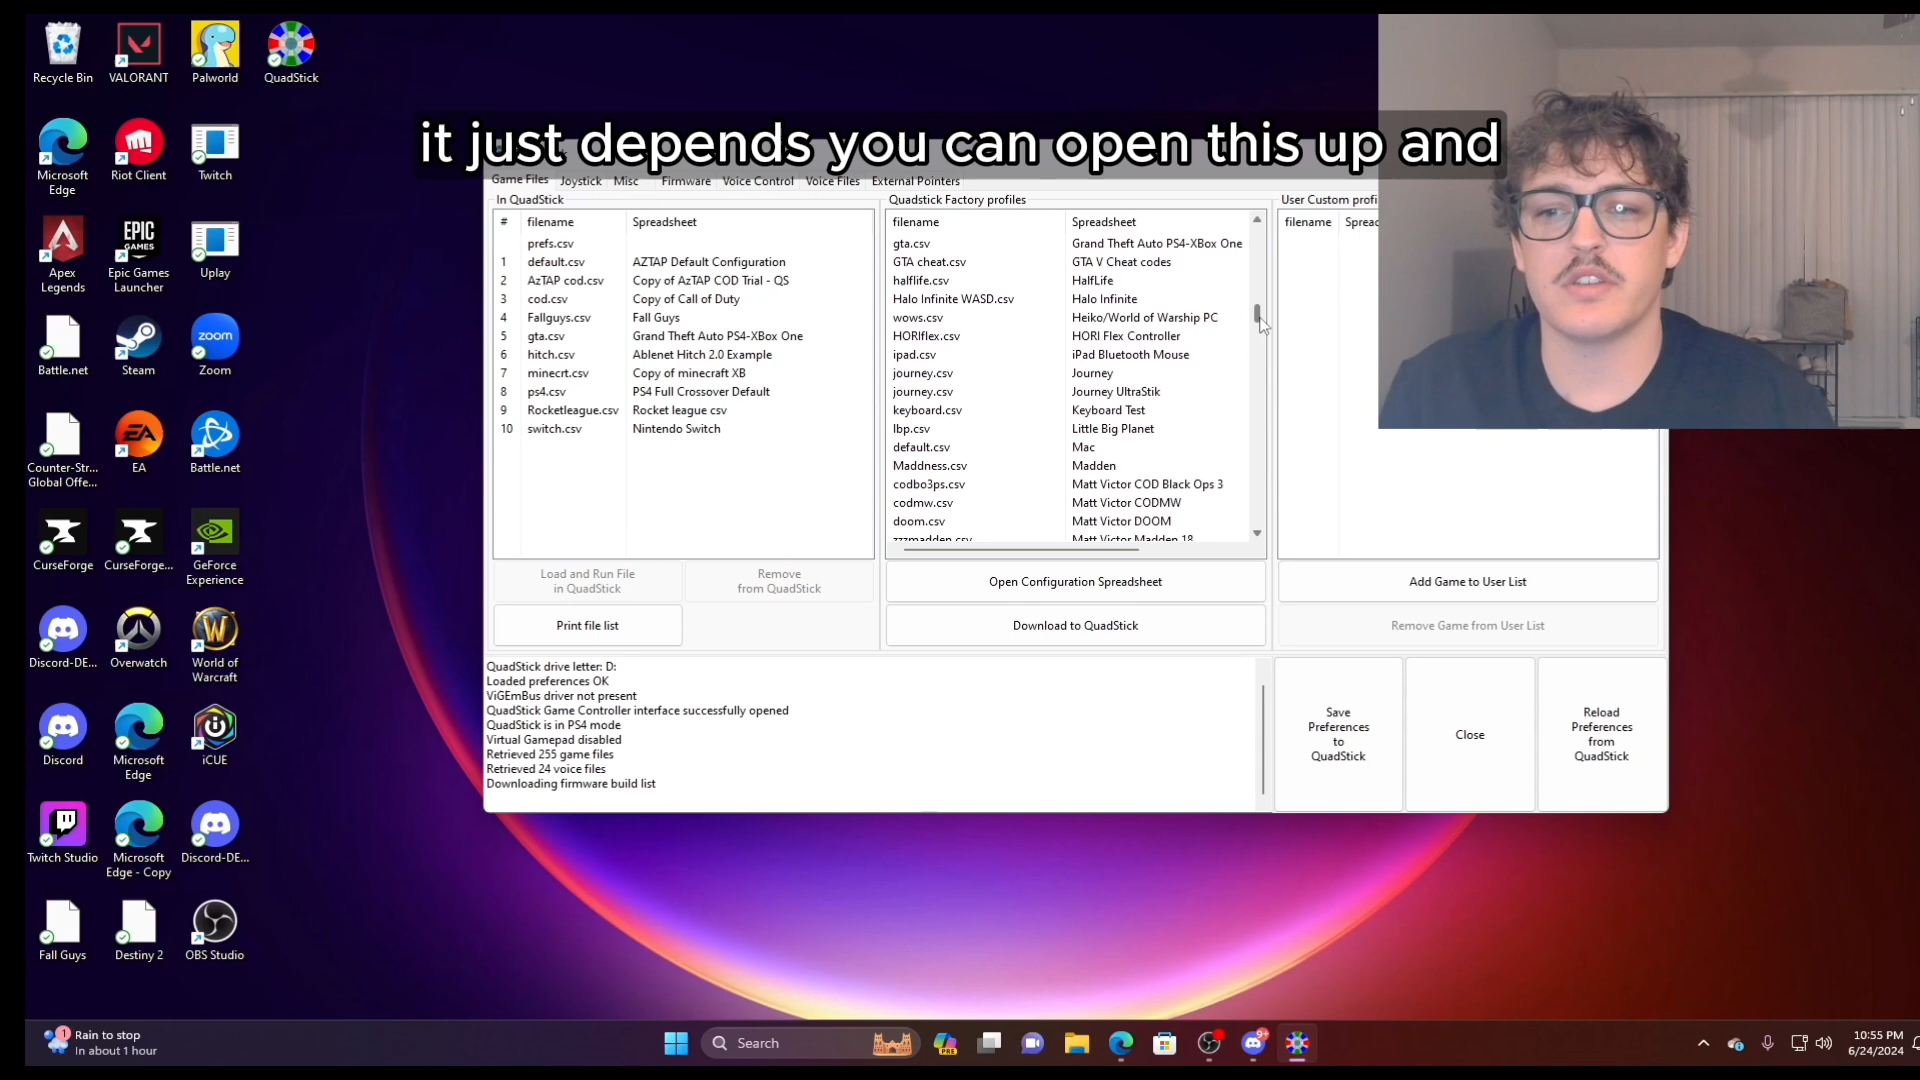 Recycle Bin
VALORANT
Palworld
QuadStick
Microsoft
Edge
Riot Client
Twitch
Apex
Legends
Epic Games
Launcher
EPIC
GAMES
Uplay
Battle.net
Steam
zoom
Zoom
Counter-Str...
Global Offe...
EA
EA
Battle.net
CurseForge
CurseForge...
GeForce
Experience
Discord-DE...
Overwatch
World of
Warcraft
Discord
Microsoft
Edge
iCUE
Twitch Studio
Microsoft
Edge - Copy
Discord-DE...
Fall Guys
Destiny 2
OBS Studio
it just depends you can open this up and
Game Files
Joystick
Misc
Firmware
Voice Control
Voice Files
External Pointers
In QuadStick
# filename Spreadsheet
prefs.csv
1 default.csv AZTAP Default Configuration
2 AzTAP cod.csv Copy of AzTAP COD Trial - QS
3 cod.csv Copy of Call of Duty
4 Fallguys.csv Fall Guys
5 gta.csv Grand Theft Auto PS4-XBox One
6 hitch.csv Ablenet Hitch 2.0 Example
7 minecrt.csv Copy of minecraft XB
8 ps4.csv PS4 Full Crossover Default
9 Rocketleague.csv Rocket league csv
10 switch.csv Nintendo Switch
Load and Run File
in QuadStick
Remove
from QuadStick
Print file list
Quadstick Factory profiles
filename Spreadsheet
gta.csv Grand Theft Auto PS4-XBox One
GTA cheat.csv GTA V Cheat codes
halflife.csv HalfLife
Halo Infinite WASD.csv Halo Infinite
wows.csv Heiko/World of Warship PC
HORIflex.csv HORI Flex Controller
ipad.csv iPad Bluetooth Mouse
journey.csv Journey
journey.csv Journey UltraStik
keyboard.csv Keyboard Test
lbp.csv Little Big Planet
default.csv Mac
Maddness.csv Madden
codbo3ps.csv Matt Victor COD Black Ops 3
codmw.csv Matt Victor CODMW
doom.csv Matt Victor DOOM
zzzmadden.csv Matt Victor Madden 18
Open Configuration Spreadsheet
Download to QuadStick
User Custom profi
filename Spreac
Add Game to User List
Remove Game from User List
QuadStick drive letter: D:
Loaded preferences OK
ViGEmBus driver not present
QuadStick Game Controller interface successfully opened
QuadStick is in PS4 mode
Virtual Gamepad disabled
Retrieved 255 game files
Retrieved 24 voice files
Downloading firmware build list
Save
Preferences
to
QuadStick
Close
Reload
Preferences
from
QuadStick
1
Rain to stop
In about 1 hour
Search
PRE
9+
10:55 PM
6/24/2024